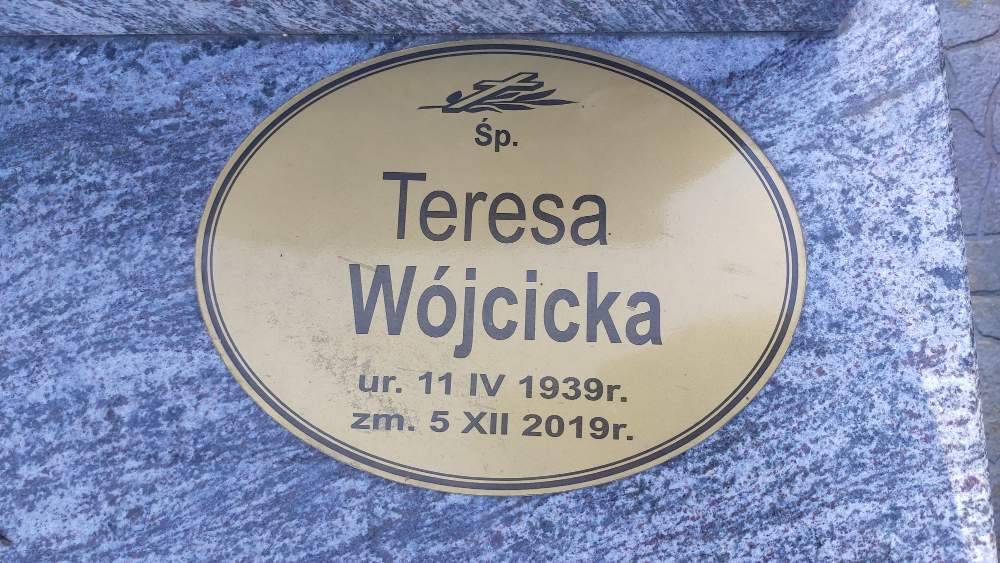 Śp.
Teresa
Wójcicka
ur. 11 IV 1939r.
zm. 5 XII 2019r.